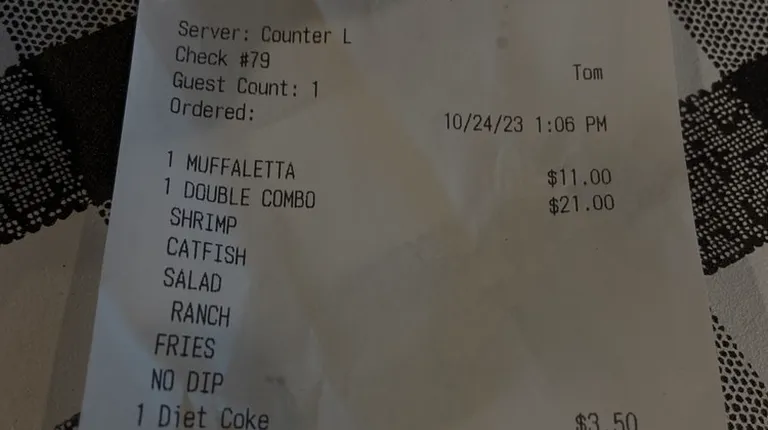 Server: Counter L
Check #79
Tom
Guest Count: 1
Ordered:
10/24/23 1:06 PM
1 MUFFALETTA $11.00
1 DOUBLE COMBO $21.00
SHRIMP
CATFISH
SALAD
RANCH
FRIES
NO DIP
1 Diet Coke $3.50